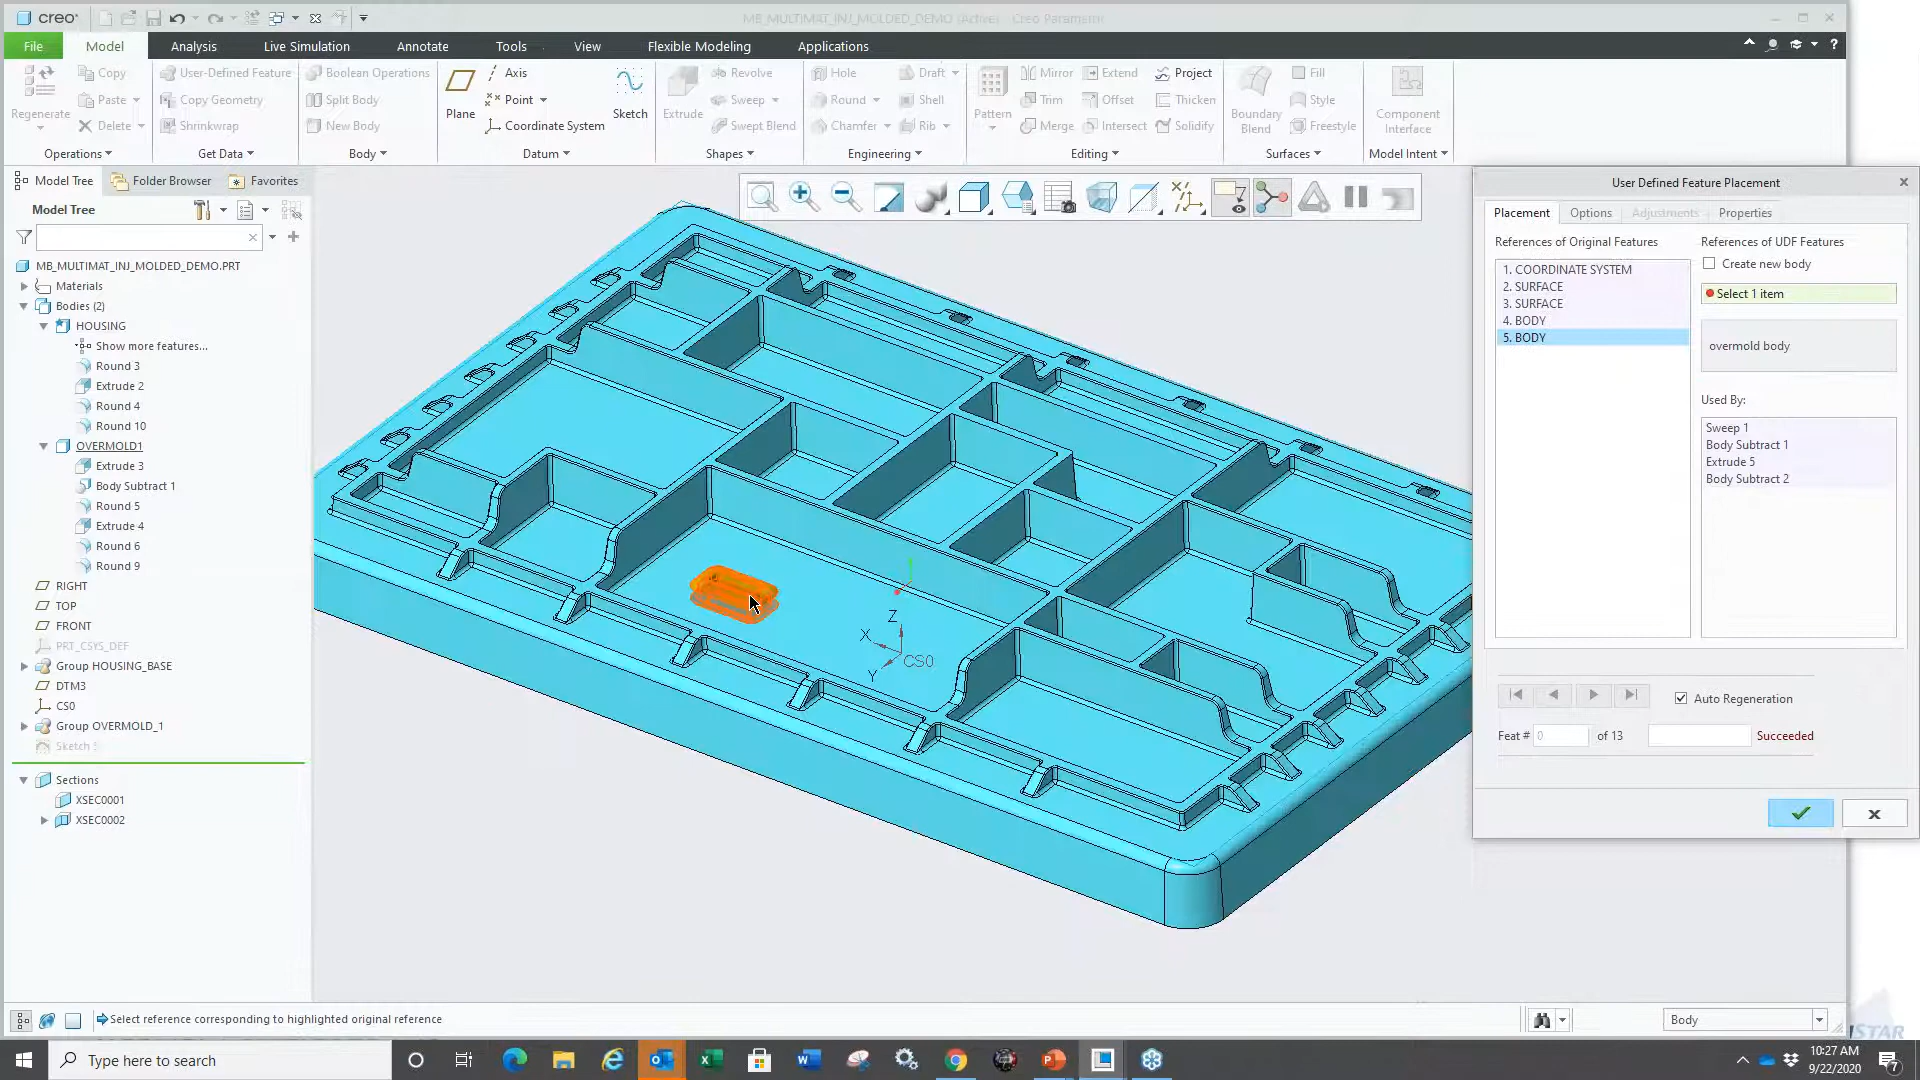 creo
MB_MULTIMAT_INJ_MOLDED_DEMO (Active) - Creo Parametric
File
Model
Analysis
Live Simulation
Annotate
Tools
View
Flexible Modeling
Applications
Regenerate
Copy
Paste
Delete
Operations
User-Defined Feature
Copy Geometry
Shrinkwrap
Get Data
Boolean Operations
Split Body
New Body
Body
Plane
Axis
Point
Coordinate System
Sketch
Datum
Extrude
Revolve
Sweep
Swept Blend
Shapes
Hole
Round
Chamfer
Draft
Shell
Rib
Engineering
Pattern
Mirror
Trim
Merge
Extend
Offset
Intersect
Project
Thicken
Solidify
Editing
Boundary
Blend
Fill
Style
Freestyle
Surfaces
Component
Interface
Model Intent
Model Tree
Folder Browser
Favorites
Model Tree
MB_MULTIMAT_INJ_MOLDED_DEMO.PRT
Materials
Bodies (2)
HOUSING
Show more features...
Round 3
Extrude 2
Round 4
Round 10
OVERMOLD1
Extrude 3
Body Subtract 1
Round 5
Extrude 4
Round 6
Round 9
RIGHT
TOP
FRONT
PRT_CSYS_DEF
Group HOUSING_BASE
DTM3
CS0
Group OVERMOLD_1
Sketch
Sections
XSEC0001
XSEC0002
Z
X
Y
CS0
User Defined Feature Placement
Placement
Options
Adjustments
Properties
References of Original Features
1. COORDINATE SYSTEM
2. SURFACE
3. SURFACE
4. BODY
5. BODY
References of UDF Features
Create new body
Select 1 item
overmold body
Used By:
Sweep 1
Body Subtract 1
Extrude 5
Body Subtract 2
Auto Regeneration
Feat # 0 of 13
Succeeded
Select reference corresponding to highlighted original reference
Body
ISTAR
Type here to search
10:27 AM
9/22/2020
7